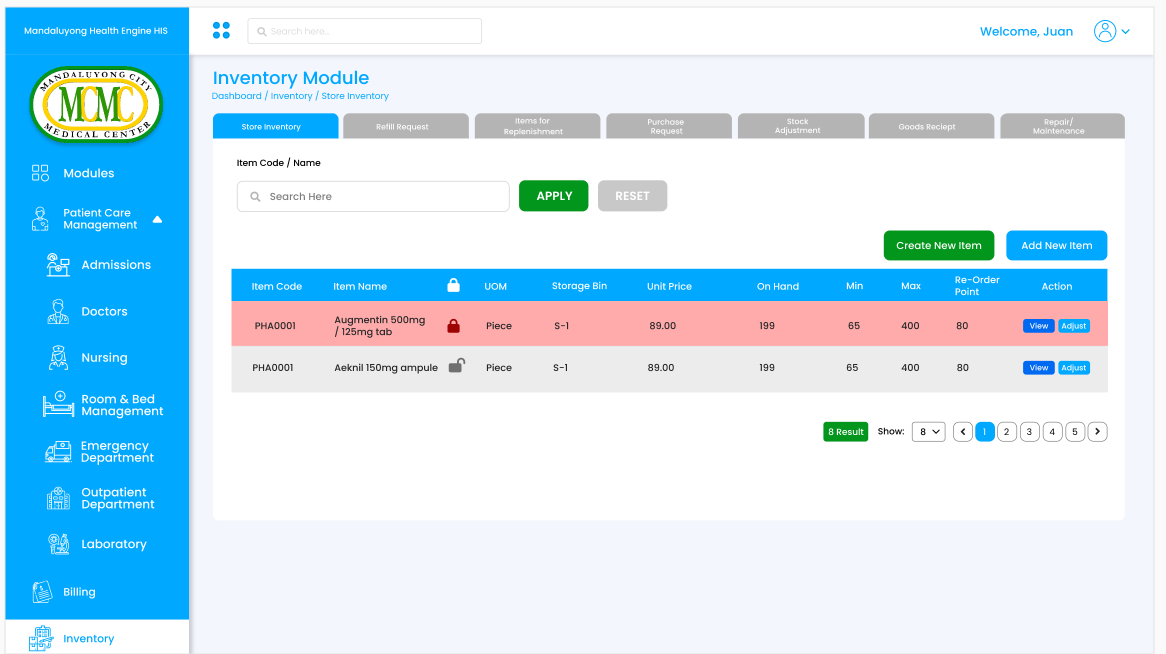 Mandaluyong Health Engine HIS
Search here..
Welcome, Juan
MANDALUYONG CITY
MCMC
MEDICAL CENTER
Modules
Patient Care
Management
Admissions
Doctors
Nursing
Room & Bed
Management
Emergency
Department
Outpatient
Department
Laboratory
Billing
Inventory
Inventory Module
Dashboard / Inventory / Store Inventory
Store Inventory
Refill Request
Items for
Replenishment
Purchase
Request
Stock
Adjustment
Goods Reciept
Repair/
Maintenance
Item Code / Name
Search Here
APPLY
RESET
Create New Item
Add New Item
Item Code Item Name UOM Storage Bin Unit Price On Hand Min Max Re-Order Point Action
PHA0001 Augmentin 500mg / 125mg tab Piece S-1 89.00 199 65 400 80 View Adjust
PHA0001 Aeknil 150mg ampule Piece S-1 89.00 199 65 400 80 View Adjust
8 Result Show: 8 1 2 3 4 5